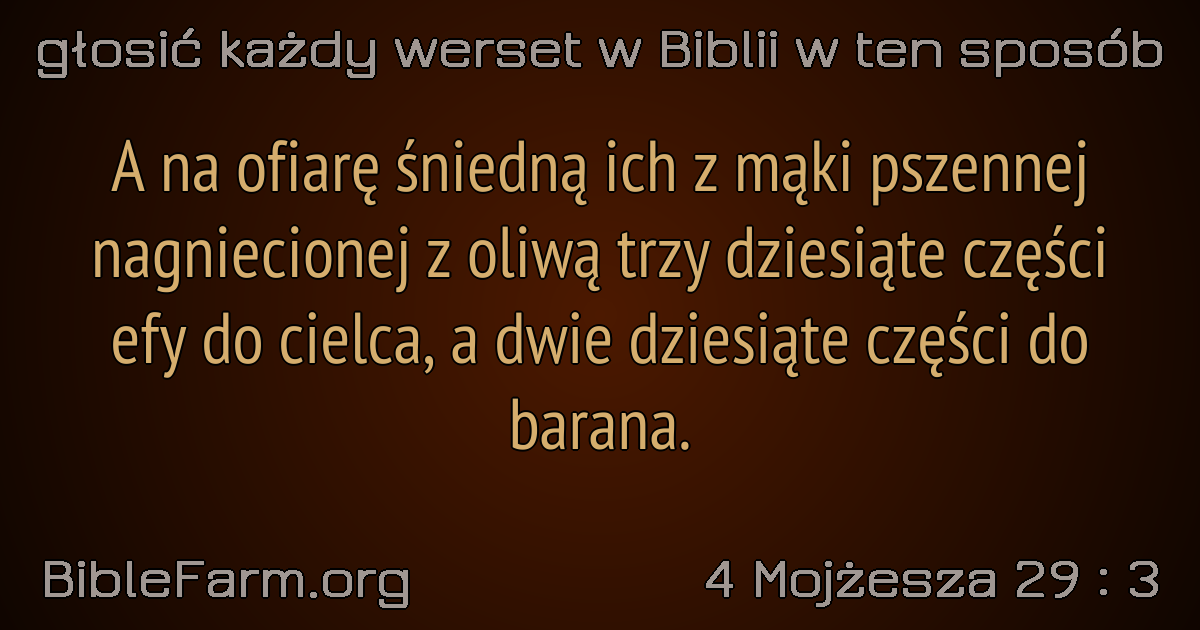 głosić każdy werset w Biblii w ten sposób
A na ofiarę śniedną ich z mąki pszennej
nagniecionej z oliwą trzy dziesiąte części
efy do cielca, a dwie dziesiąte części do
barana.
BibleFarm.org
4 Mojżesza 29 : 3